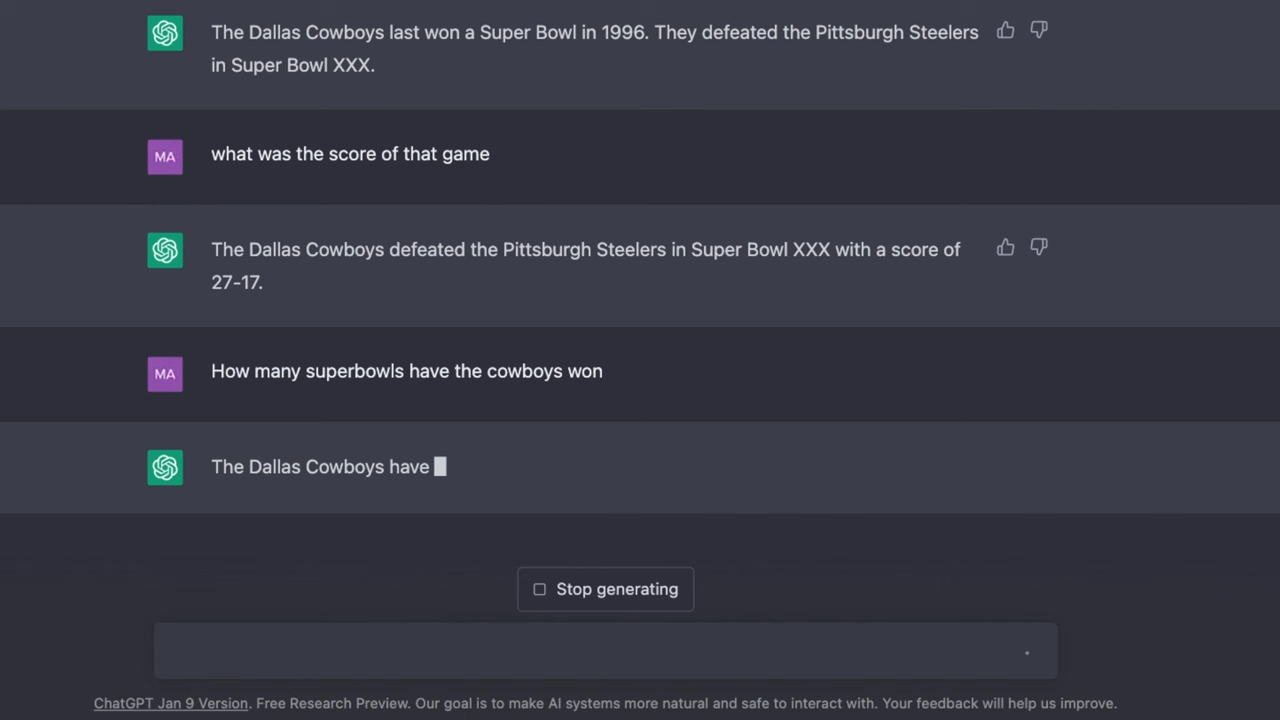 The Dallas Cowboys last won a Super Bowl in 1996. They defeated the Pittsburgh Steelers
in Super Bowl XXX.
MA
what was the score of that game
The Dallas Cowboys defeated the Pittsburgh Steelers in Super Bowl XXX with a score of
27-17.
MA
How many superbowls have the cowboys won
The Dallas Cowboys have
Stop generating
ChatGPT Jan 9 Version. Free Research Preview. Our goal is to make AI systems more natural and safe to interact with. Your feedback will help us improve.